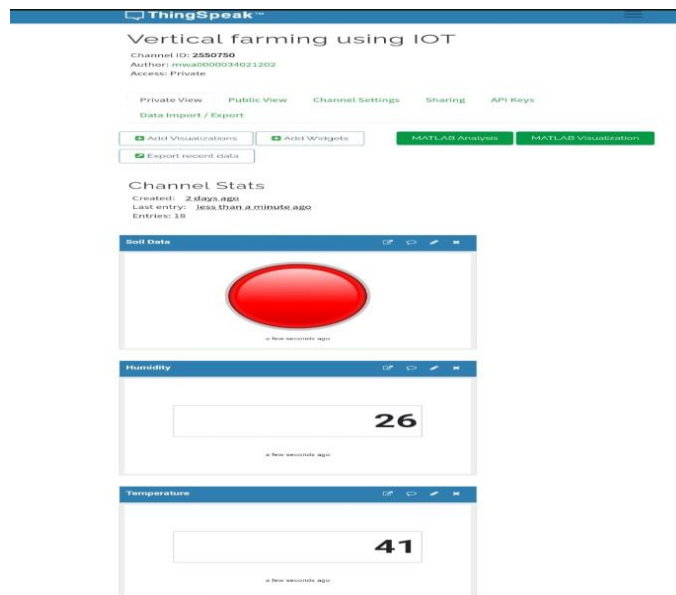 ThingSpeak™
Vertical farming using IOT
Channel ID: 2550750
Author: mwa0000034021202
Access: Private
Private View Public View Channel Settings Sharing API Keys
Data Import / Export
Add Visualizations Add Widgets MATLAB Analysis MATLAB Visualization
Export recent data
Channel Stats
Created: 2 days ago
Last entry: less than a minute ago
Entries: 18
Soil Data
a few seconds ago
Humidity
26
a few seconds ago
Temperature
41
a few seconds ago